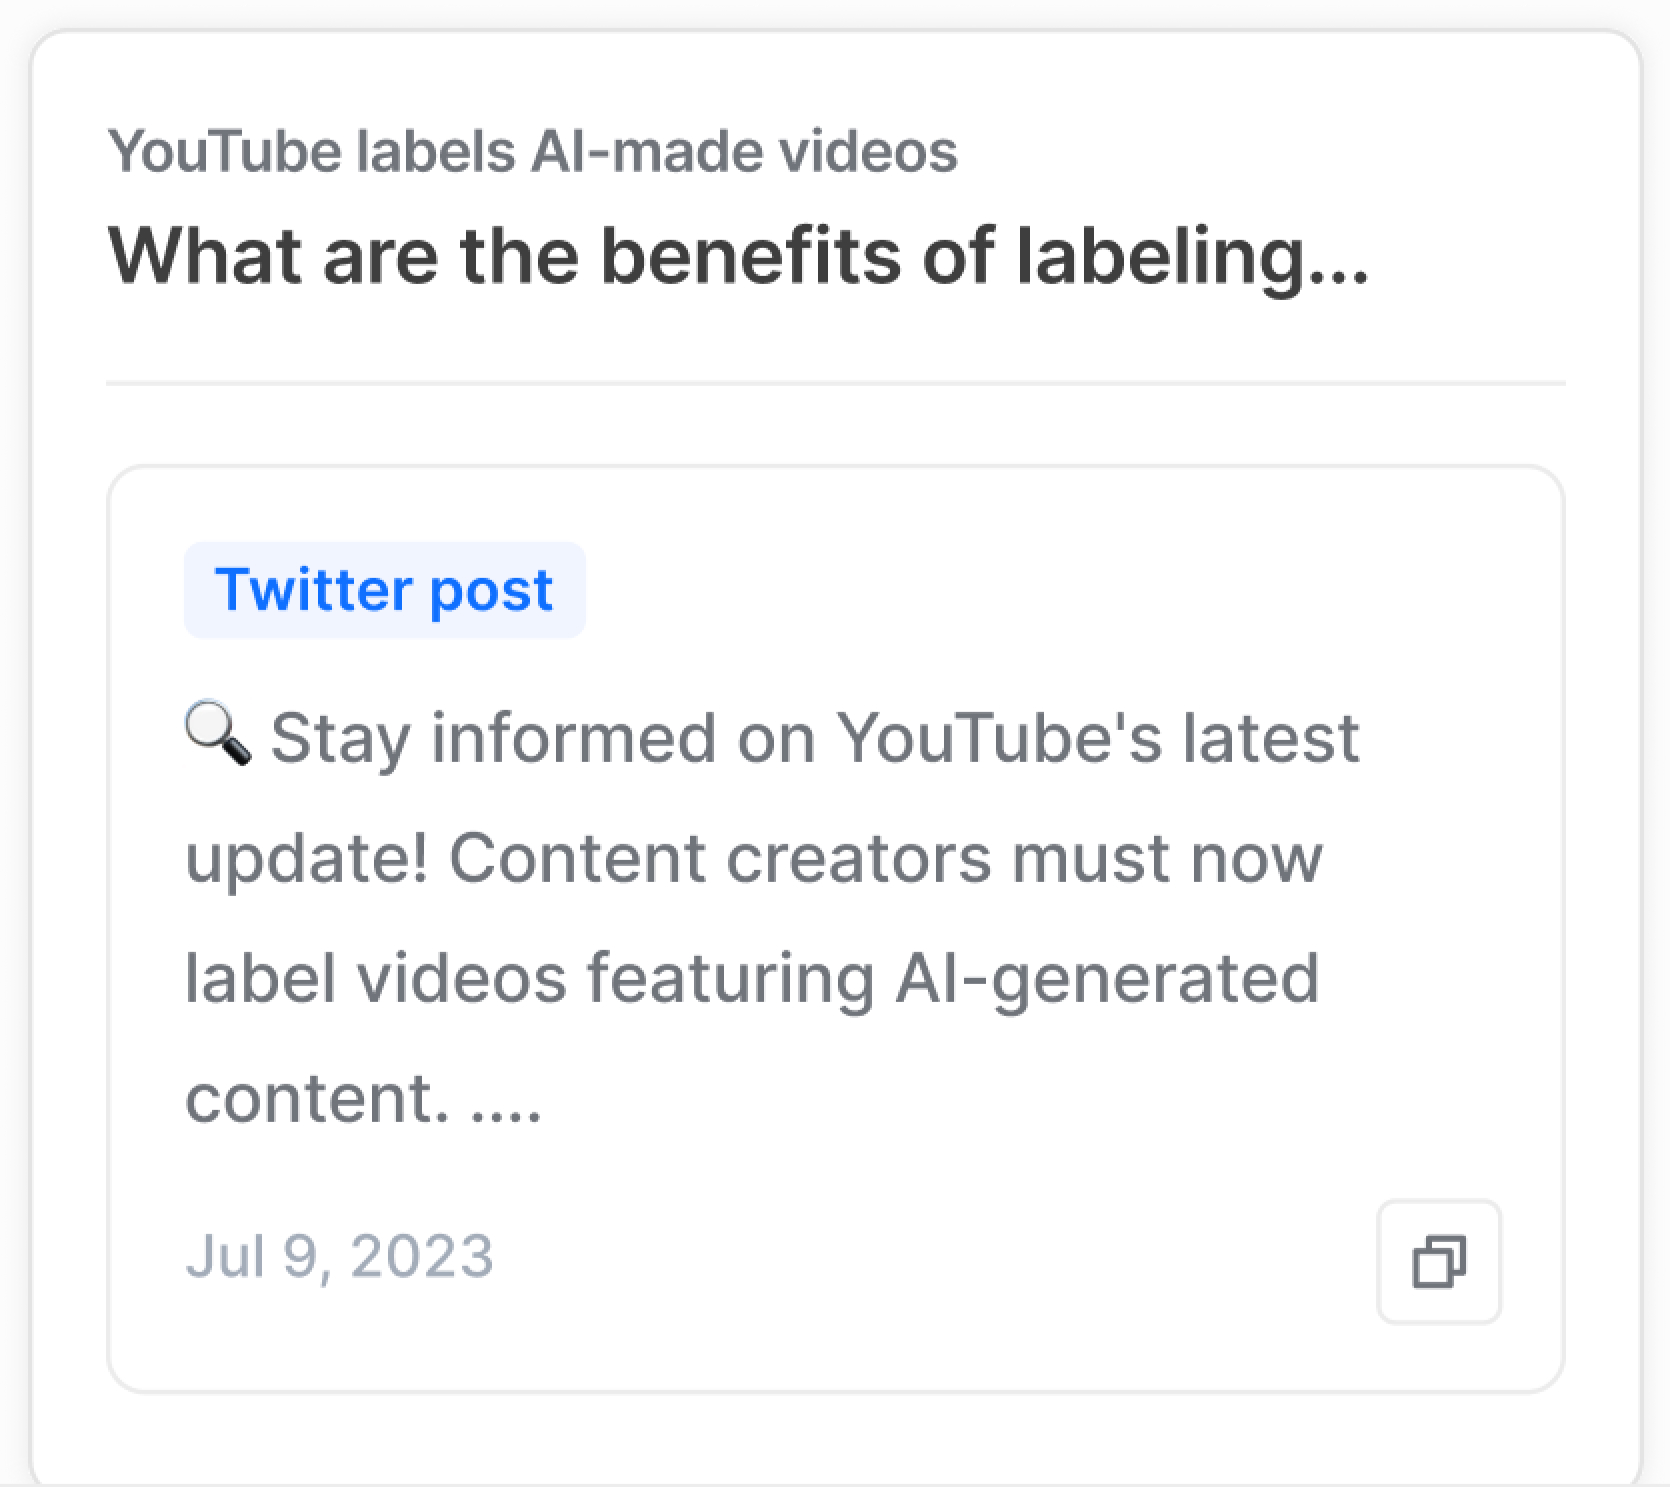 YouTube labels AI-made videos
What are the benefits of labeling...
Twitter post
🔍 Stay informed on YouTube's latest
update! Content creators must now
label videos featuring AI-generated
content. ....
Jul 9, 2023